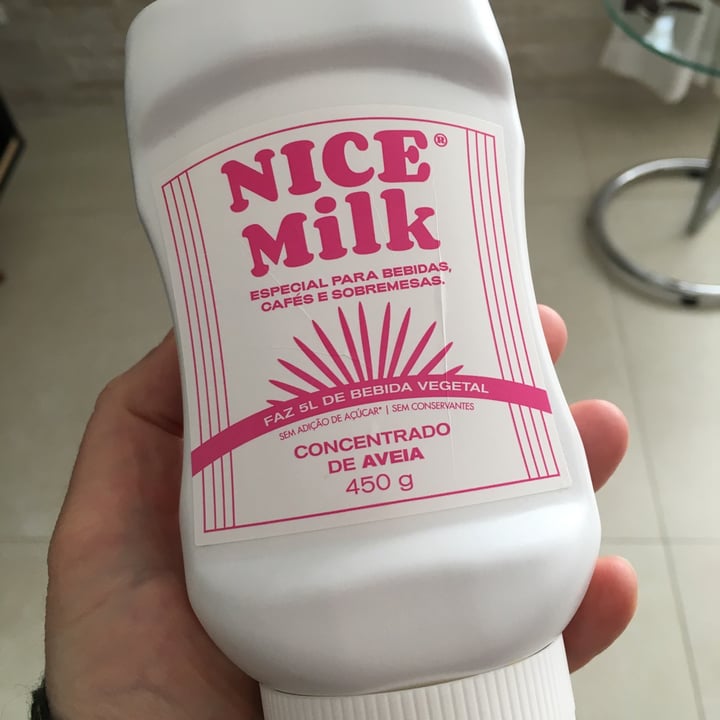 NICE®
Milk
ESPECIAL PARA BEBIDAS,
CAFÉS E SOBREMESAS.
FAZ 5L DE BEBIDA VEGETAL
SEM ADIÇÃO DE AÇÚCAR* | SEM CONSERVANTES
CONCENTRADO
DE AVEIA
450 g